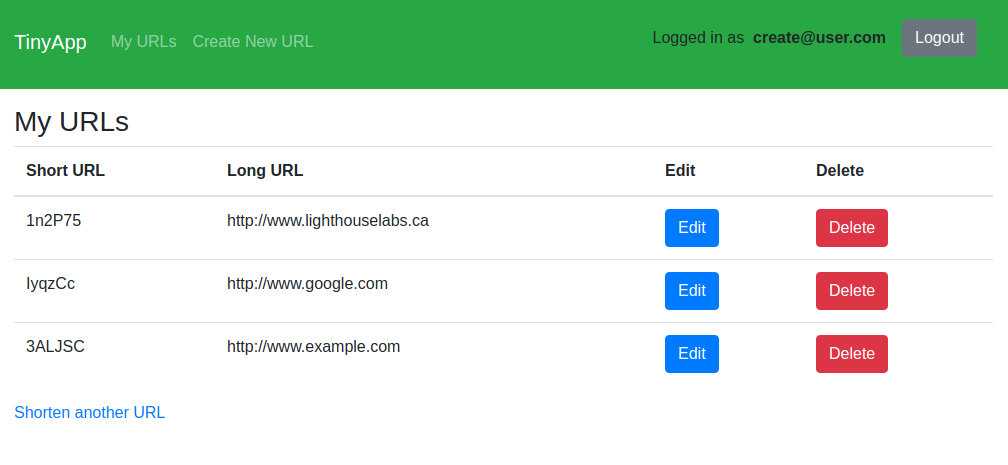 TinyApp My URLs Create New URL Logged in as create@user.com Logout
My URLs
Short URL Long URL Edit Delete
1n2P75 http://www.lighthouselabs.ca Edit Delete
IyqzCc http://www.google.com Edit Delete
3ALJSC http://www.example.com Edit Delete
Shorten another URL